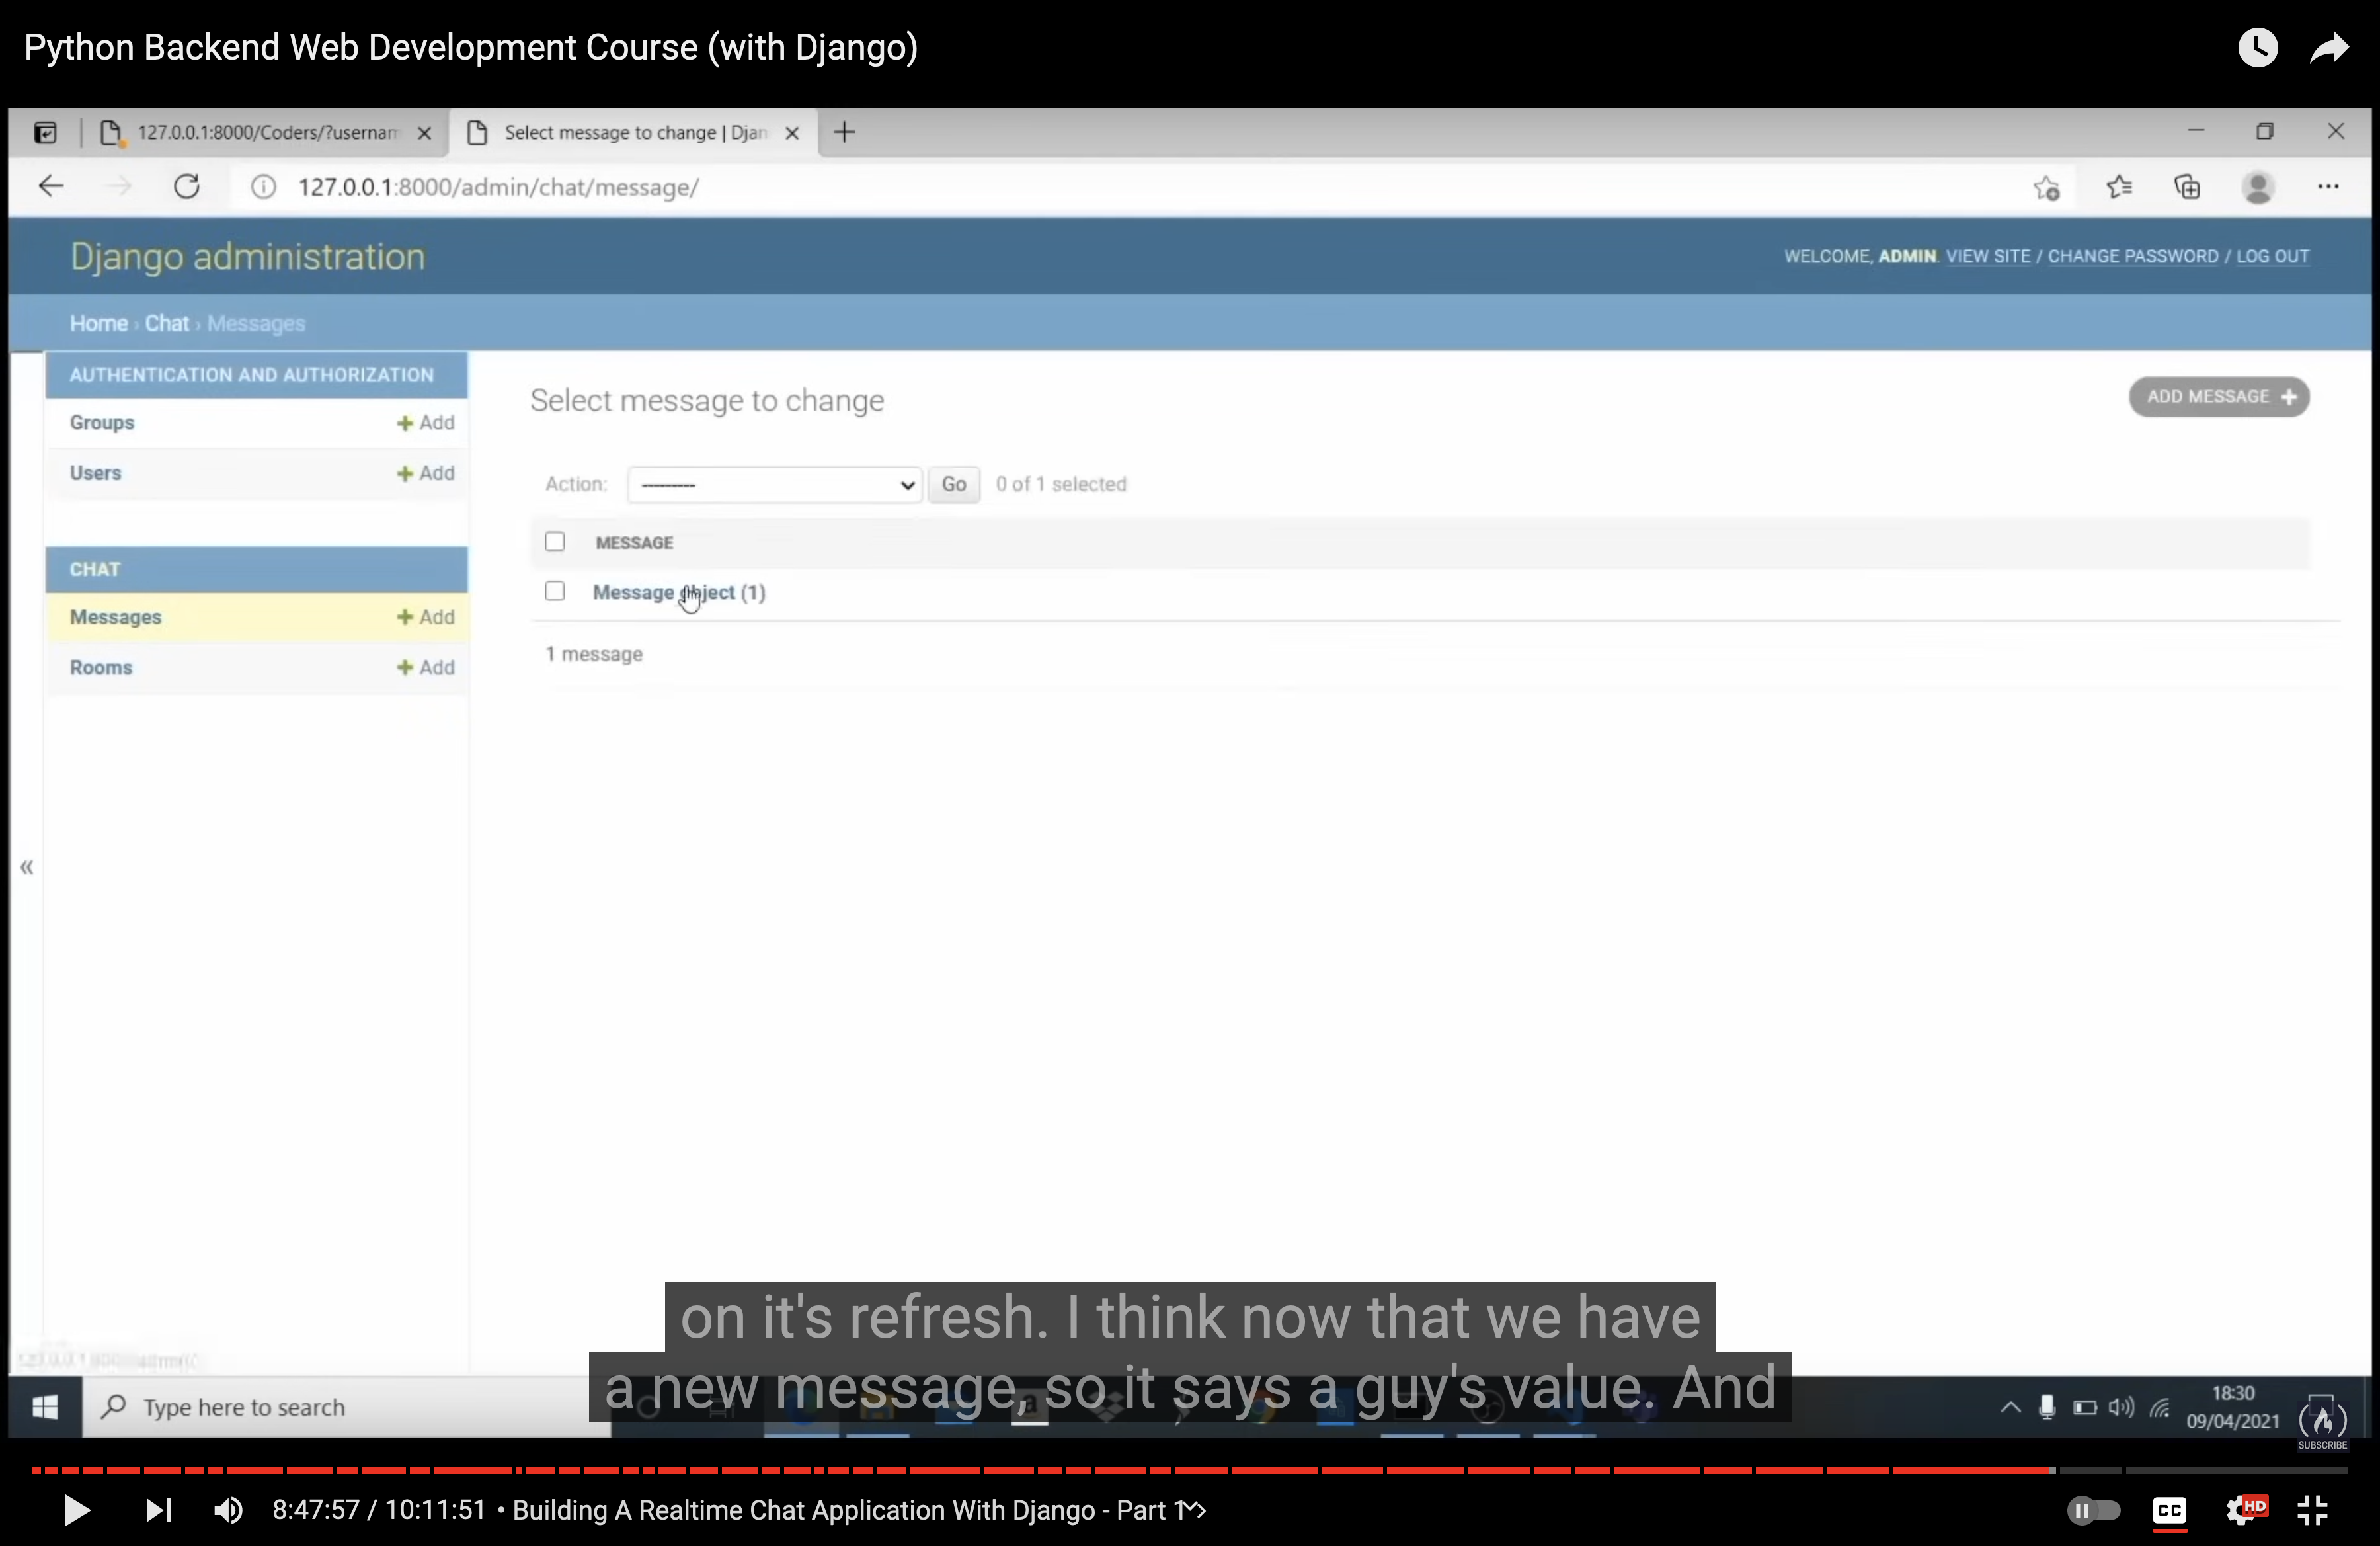 Python Backend Web Development Course (with Django)
127.0.0.1:8000/Coders/?usernam
Select message to change | Djan
127.0.0.1:8000/admin/chat/message/
Django administration
WELCOME, ADMIN. VIEW SITE / CHANGE PASSWORD / LOG OUT
Home › Chat › Messages
AUTHENTICATION AND AUTHORIZATION
Groups + Add
Users + Add
CHAT
Messages + Add
Rooms + Add
Select message to change
ADD MESSAGE +
Action: --------- Go 0 of 1 selected
MESSAGE
Message object (1)
1 message
on it's refresh. I think now that we have
a new message, so it says a guy's value. And
Type here to search
18:30
09/04/2021
SUBSCRIBE
8:47:57 / 10:11:51 • Building A Realtime Chat Application With Django - Part 1
CC
HD